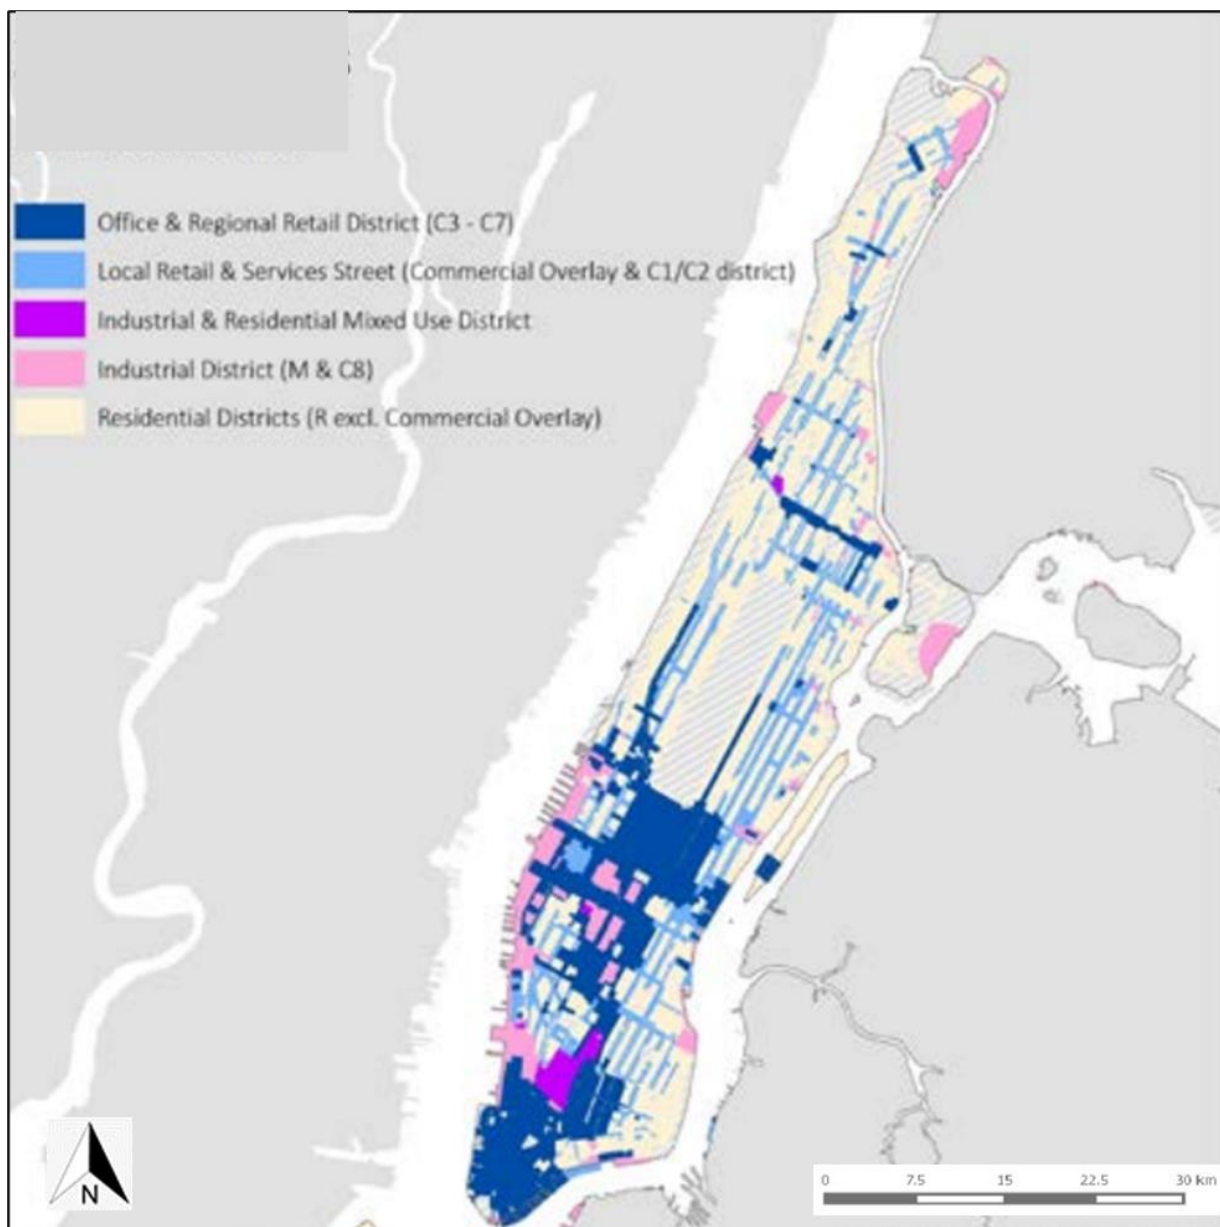 Office & Regional Retail District (C3 - C7)
Local Retail & Services Street (Commercial Overlay & C1/C2 district)
Industrial & Residential Mixed Use District
Industrial District (M & C8)
Residential Districts (R excl. Commercial Overlay)
N
0 7.5 15 22.5 30 km